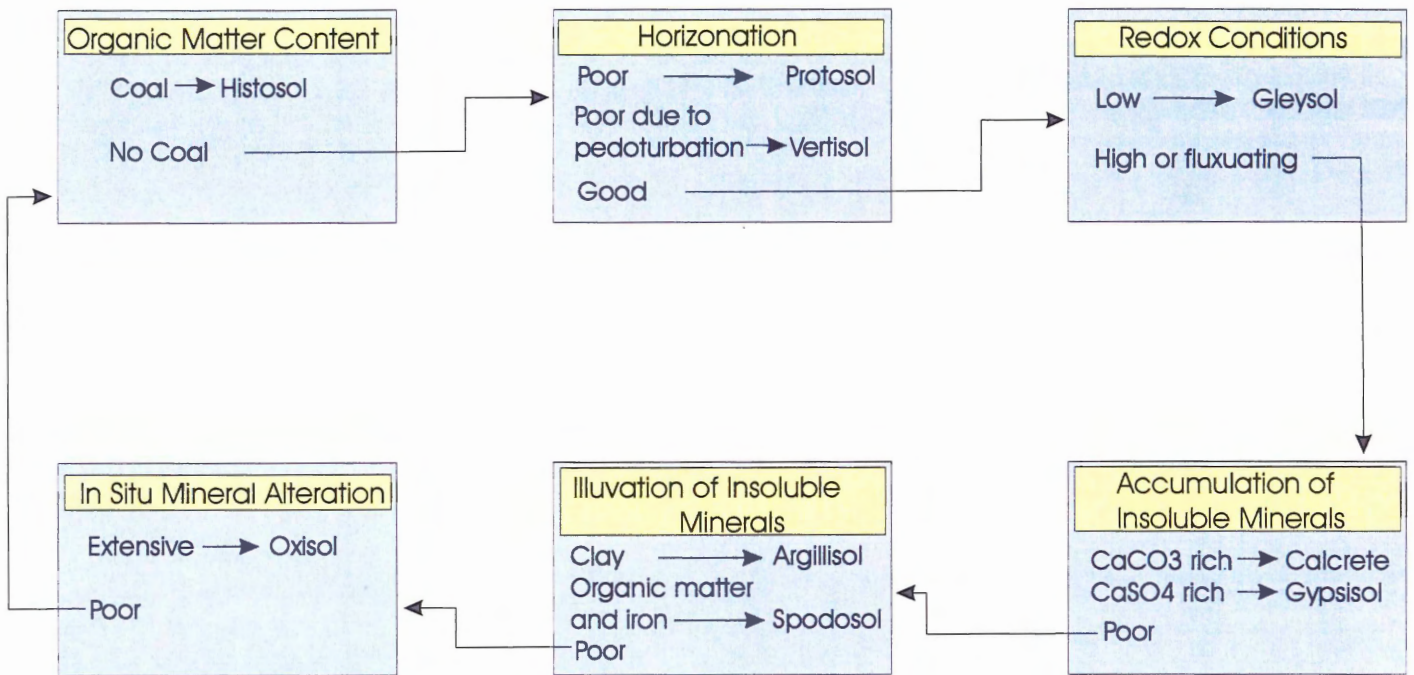 Organic Matter Content
Coal → Histosol
No Coal
Horizonation
Poor → Protosol
Poor due to
pedoturbation → Vertisol
Good
Redox Conditions
Low → Gleysol
High or fluxuating
Accumulation of
Insoluble Minerals
CaCO3 rich → Calcrete
CaSO4 rich → Gypsisol
Poor
Illuvation of Insoluble
Minerals
Clay → Argillisol
Organic matter
and iron → Spodosol
Poor
In Situ Mineral Alteration
Extensive → Oxisol
Poor